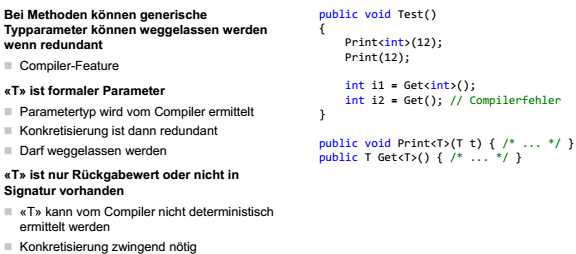 Bei Methoden können generische
Typparameter können weggelassen werden
wenn redundant
Compiler-Feature
«T» ist formaler Parameter
Parametertyp wird vom Compiler ermittelt
Konkretisierung ist dann redundant
Darf weggelassen werden
«T» ist nur Rückgabewert oder nicht in
Signatur vorhanden
«T» kann vom Compiler nicht deterministisch
ermittelt werden
Konkretisierung zwingend nötig
public void Test()
{
Print<int>(12);
Print(12);
int i1 = Get<int>();
int i2 = Get(); // Compilerfehler
}
public void Print<T>(T t) { /* ... */ }
public T Get<T>() { /* ... */ }